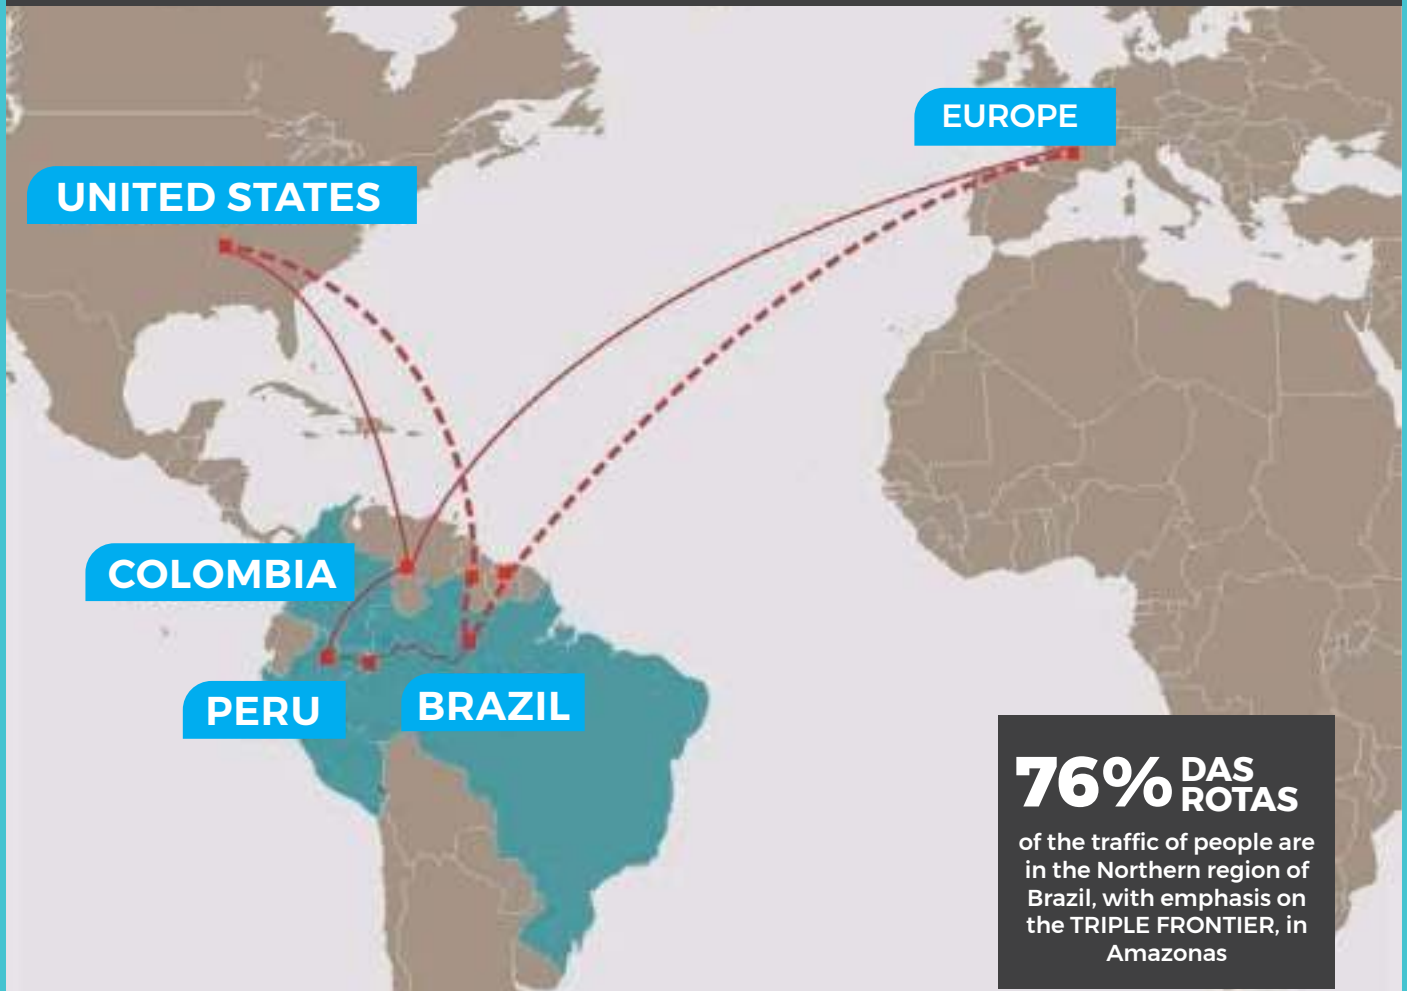 EUROPE
UNITED STATES
COLOMBIA
PERU
BRAZIL
76% DAS
ROTAS
of the traffic of people are
in the Northern region of
Brazil, with emphasis on
the TRIPLE FRONTIER, in
Amazonas